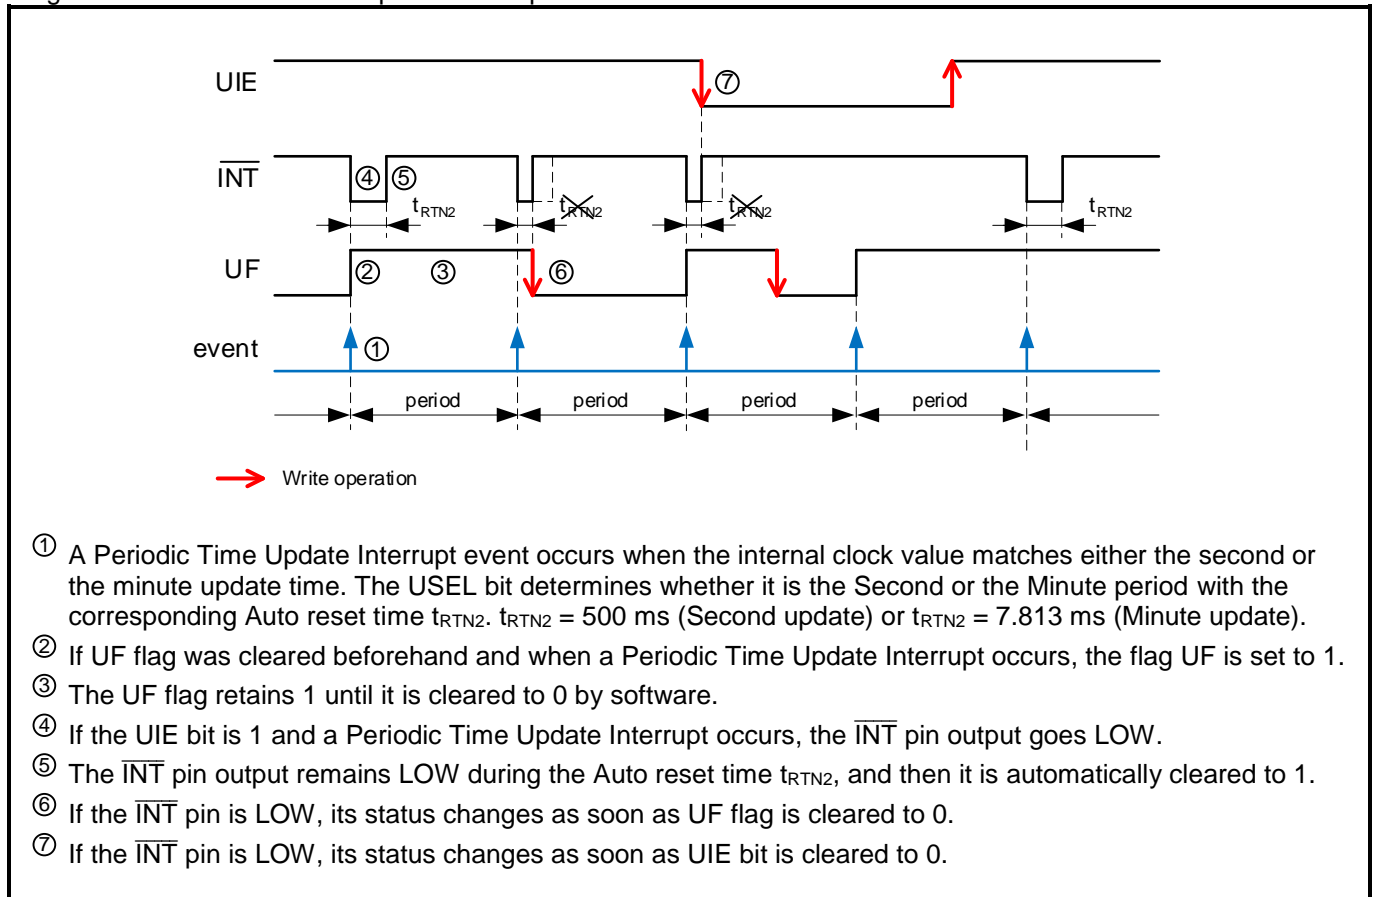 UIE
⑦
INT
④ ⑤
tRTN2 tRTN2 tRTN2 tRTN2
UF
② ③ ⑥
event
①
period period period period
Write operation
① A Periodic Time Update Interrupt event occurs when the internal clock value matches either the second or
the minute update time. The USEL bit determines whether it is the Second or the Minute period with the
corresponding Auto reset time tRTN2. tRTN2 = 500 ms (Second update) or tRTN2 = 7.813 ms (Minute update).
② If UF flag was cleared beforehand and when a Periodic Time Update Interrupt occurs, the flag UF is set to 1.
③ The UF flag retains 1 until it is cleared to 0 by software.
④ If the UIE bit is 1 and a Periodic Time Update Interrupt occurs, the INT pin output goes LOW.
⑤ The INT pin output remains LOW during the Auto reset time tRTN2, and then it is automatically cleared to 1.
⑥ If the INT pin is LOW, its status changes as soon as UF flag is cleared to 0.
⑦ If the INT pin is LOW, its status changes as soon as UIE bit is cleared to 0.